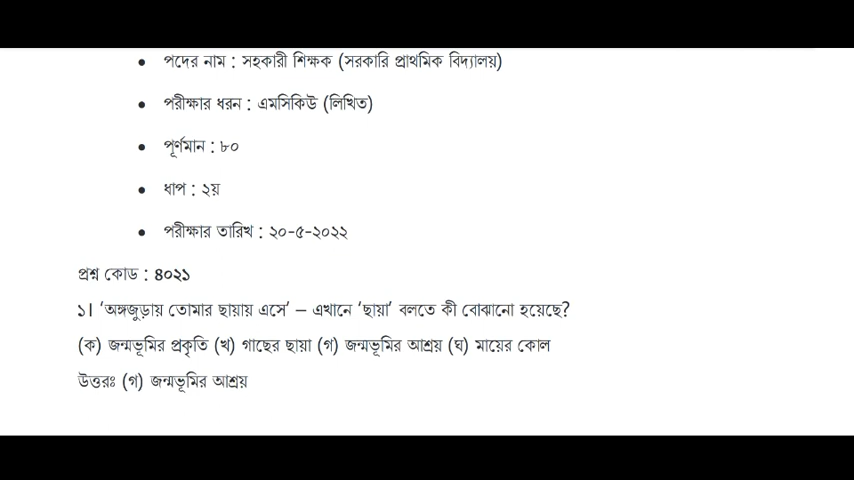 • পদের নাম : সহকারী শিক্ষক (সরকারি প্রাথমিক বিদ্যালয়)
• পরীক্ষার ধরন : এমসিকিউ (লিখিত)
• পূর্ণমান : ৮০
• ধাপ : ২য়
• পরীক্ষার তারিখ : ২০-৫-২০২২
প্রশ্ন কোড : ৪০২১
১। ‘অঙ্গজুড়ায় তোমার ছায়ায় এসে’ – এখানে ‘ছায়া’ বলতে কী বোঝানো হয়েছে?
(ক) জন্মভূমির প্রকৃতি (খ) গাছের ছায়া (গ) জন্মভূমির আশ্রয় (ঘ) মায়ের কোল
উত্তরঃ (গ) জন্মভূমির আশ্রয়